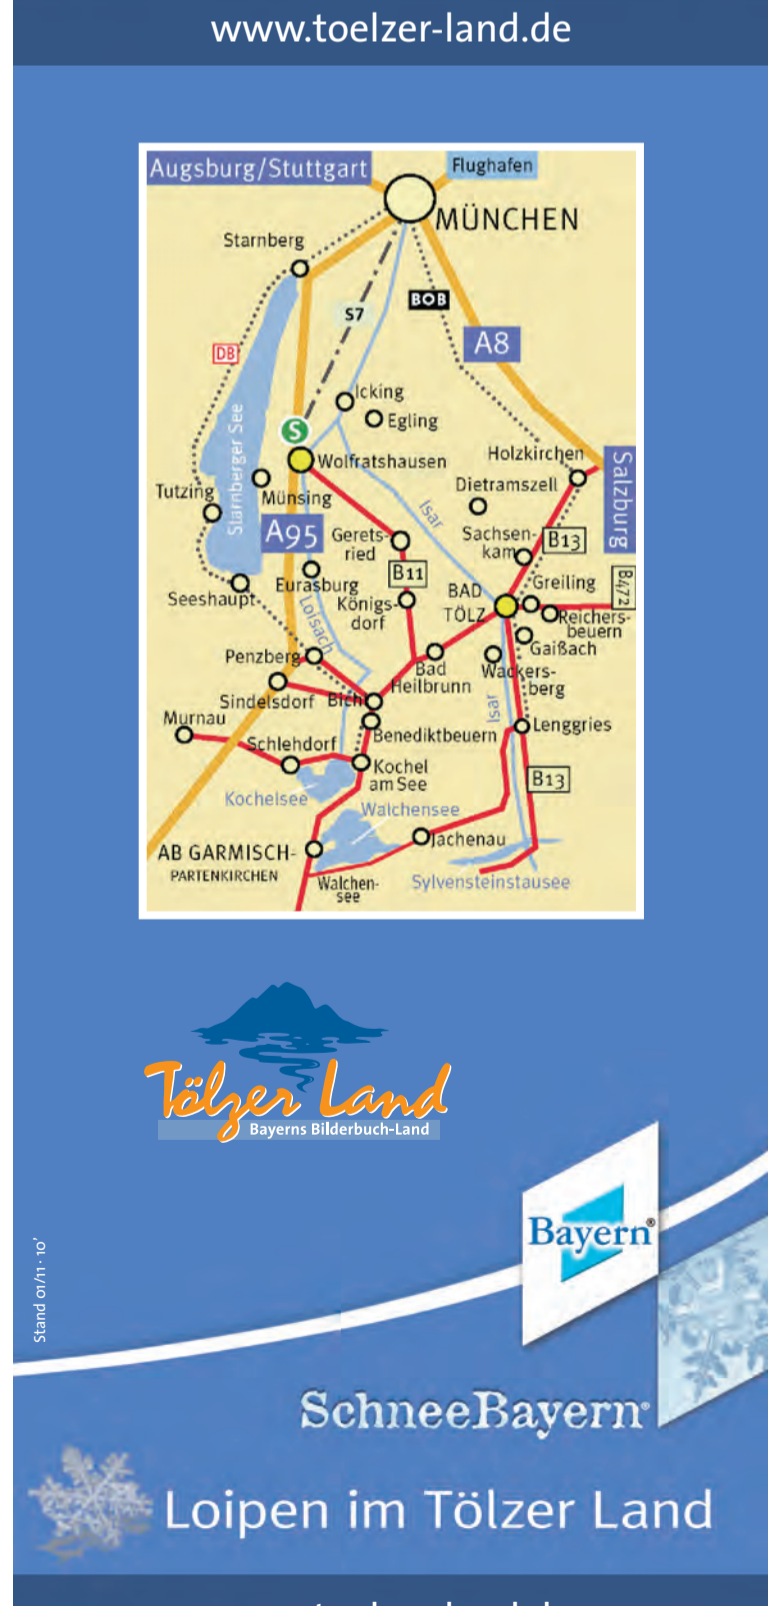 www.toelzer-land.de
Augsburg/Stuttgart
Flughafen
MÜNCHEN
Starnberg
BOB
S7
A8
DB
Icking
Egling
S
Starnberger See
Wolfratshausen
Holzkirchen
Salzburg
Dietramszell
Tutzing
Münsing
Isar
A95
Gerets-
ried
Sachsen-
kam
B13
B11
Eurasburg
Seeshaupt
Königs-
dorf
BAD
TÖLZ
Greiling
B472
Reichers-
beuern
Loisach
Gaißach
Penzberg
Bad
Heilbrunn
Wackers-
berg
Sindelsdorf
Bichl
Isar
Murnau
Benediktbeuern
Lenggries
Schlehdorf
Kochel
am See
B13
Kochelsee
Walchensee
Jachenau
AB GARMISCH-
PARTENKIRCHEN
Walchen-
see
Sylvensteinstausee
Tölzer Land
Bayerns Bilderbuch-Land
Bayern®
Stand 01/11 · 10'
SchneeBayern®
Loipen im Tölzer Land